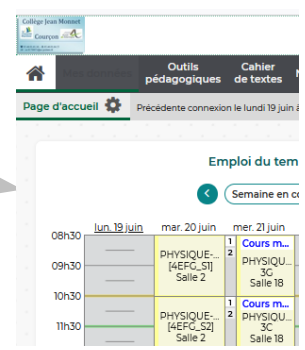 Collège Jean Monnet
Courçon
Outils pédagogiques
Cahier de textes
Page d'accueil
Précédente connexion le lundi 19 juin à
Emploi du tem
Semaine en co
lun. 19 juin
mar. 20 juin
mer. 21 juin
08h30
09h30
10h30
11h30
PHYSIQUE-...
[4EFG_S1]
Salle 2
PHYSIQUE-...
[4EFG_S2]
Salle 2
1
2
Cours m...
PHYSIQU...
3G
Salle 18
1
2
Cours m...
PHYSIQU...
3C
Salle 18